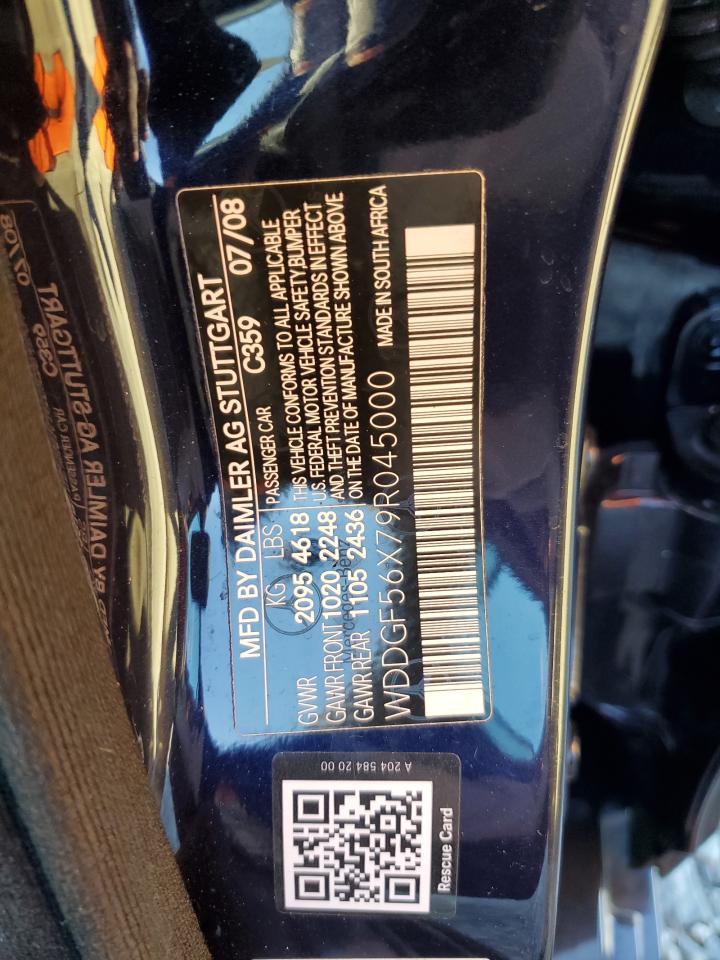 MFD BY DAIMLER AG STUTTGART
C359 07/08
KG LBS PASSENGER CAR
GVWR 2095 4618 THIS VEHICLE CONFORMS TO ALL APPLICABLE
GAWR FRONT 1020 2248 U.S. FEDERAL MOTOR VEHICLE SAFETY, BUMPER
GAWR REAR 1105 2436 AND THEFT PREVENTION STANDARDS IN EFFECT
ON THE DATE OF MANUFACTURE SHOWN ABOVE
Mercedes-Benz
WDDGF56X79R045000 MADE IN SOUTH AFRICA
A 204 584 20 00
Rescue Card